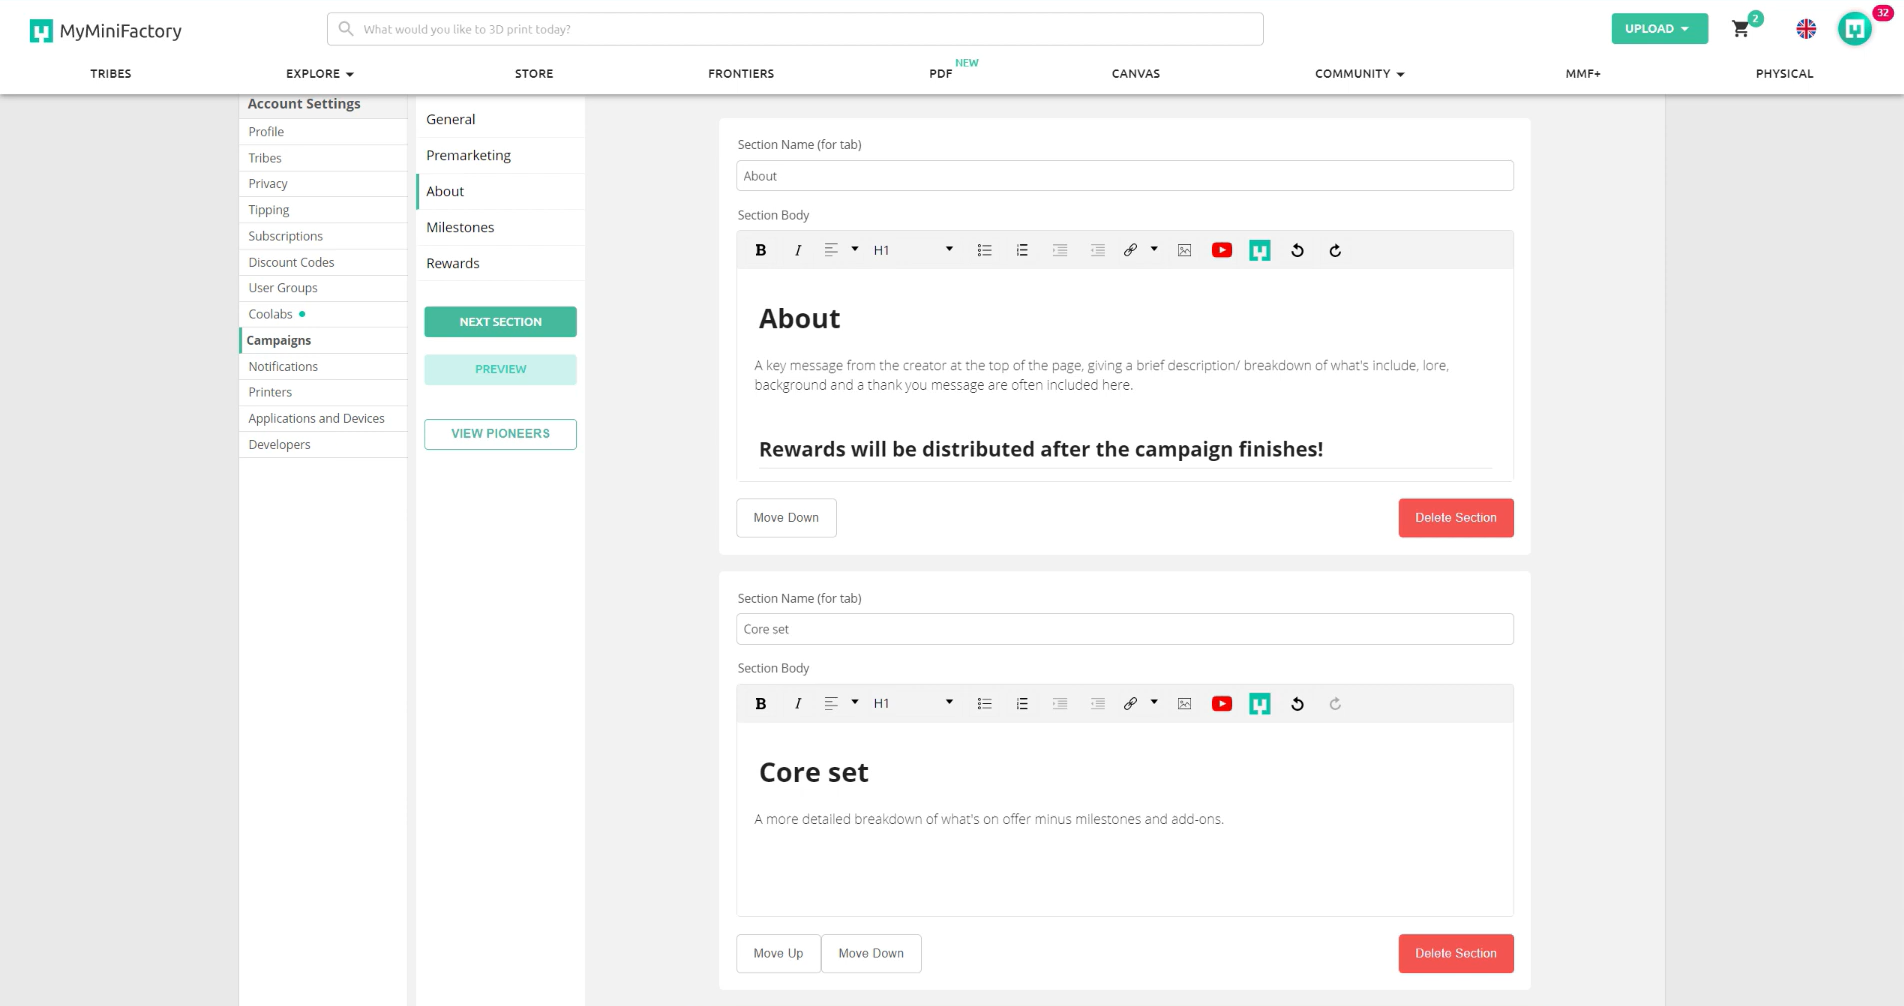 MyMiniFactory
What would you like to 3D print today?
UPLOAD
2
32
TRIBES
EXPLORE
STORE
FRONTIERS
PDF
NEW
CANVAS
COMMUNITY
MMF+
PHYSICAL
Account Settings
Profile
Tribes
Privacy
Tipping
Subscriptions
Discount Codes
User Groups
Coolabs
Campaigns
Notifications
Printers
Applications and Devices
Developers
General
Premarketing
About
Milestones
Rewards
NEXT SECTION
PREVIEW
VIEW PIONEERS
Section Name (for tab)
About
Section Body
B I H1
About
A key message from the creator at the top of the page, giving a brief description/ breakdown of what's include, lore,
background and a thank you message are often included here.
Rewards will be distributed after the campaign finishes!
Move Down
Delete Section
Section Name (for tab)
Core set
Section Body
B I H1
Core set
A more detailed breakdown of what's on offer minus milestones and add-ons.
Move Up
Move Down
Delete Section